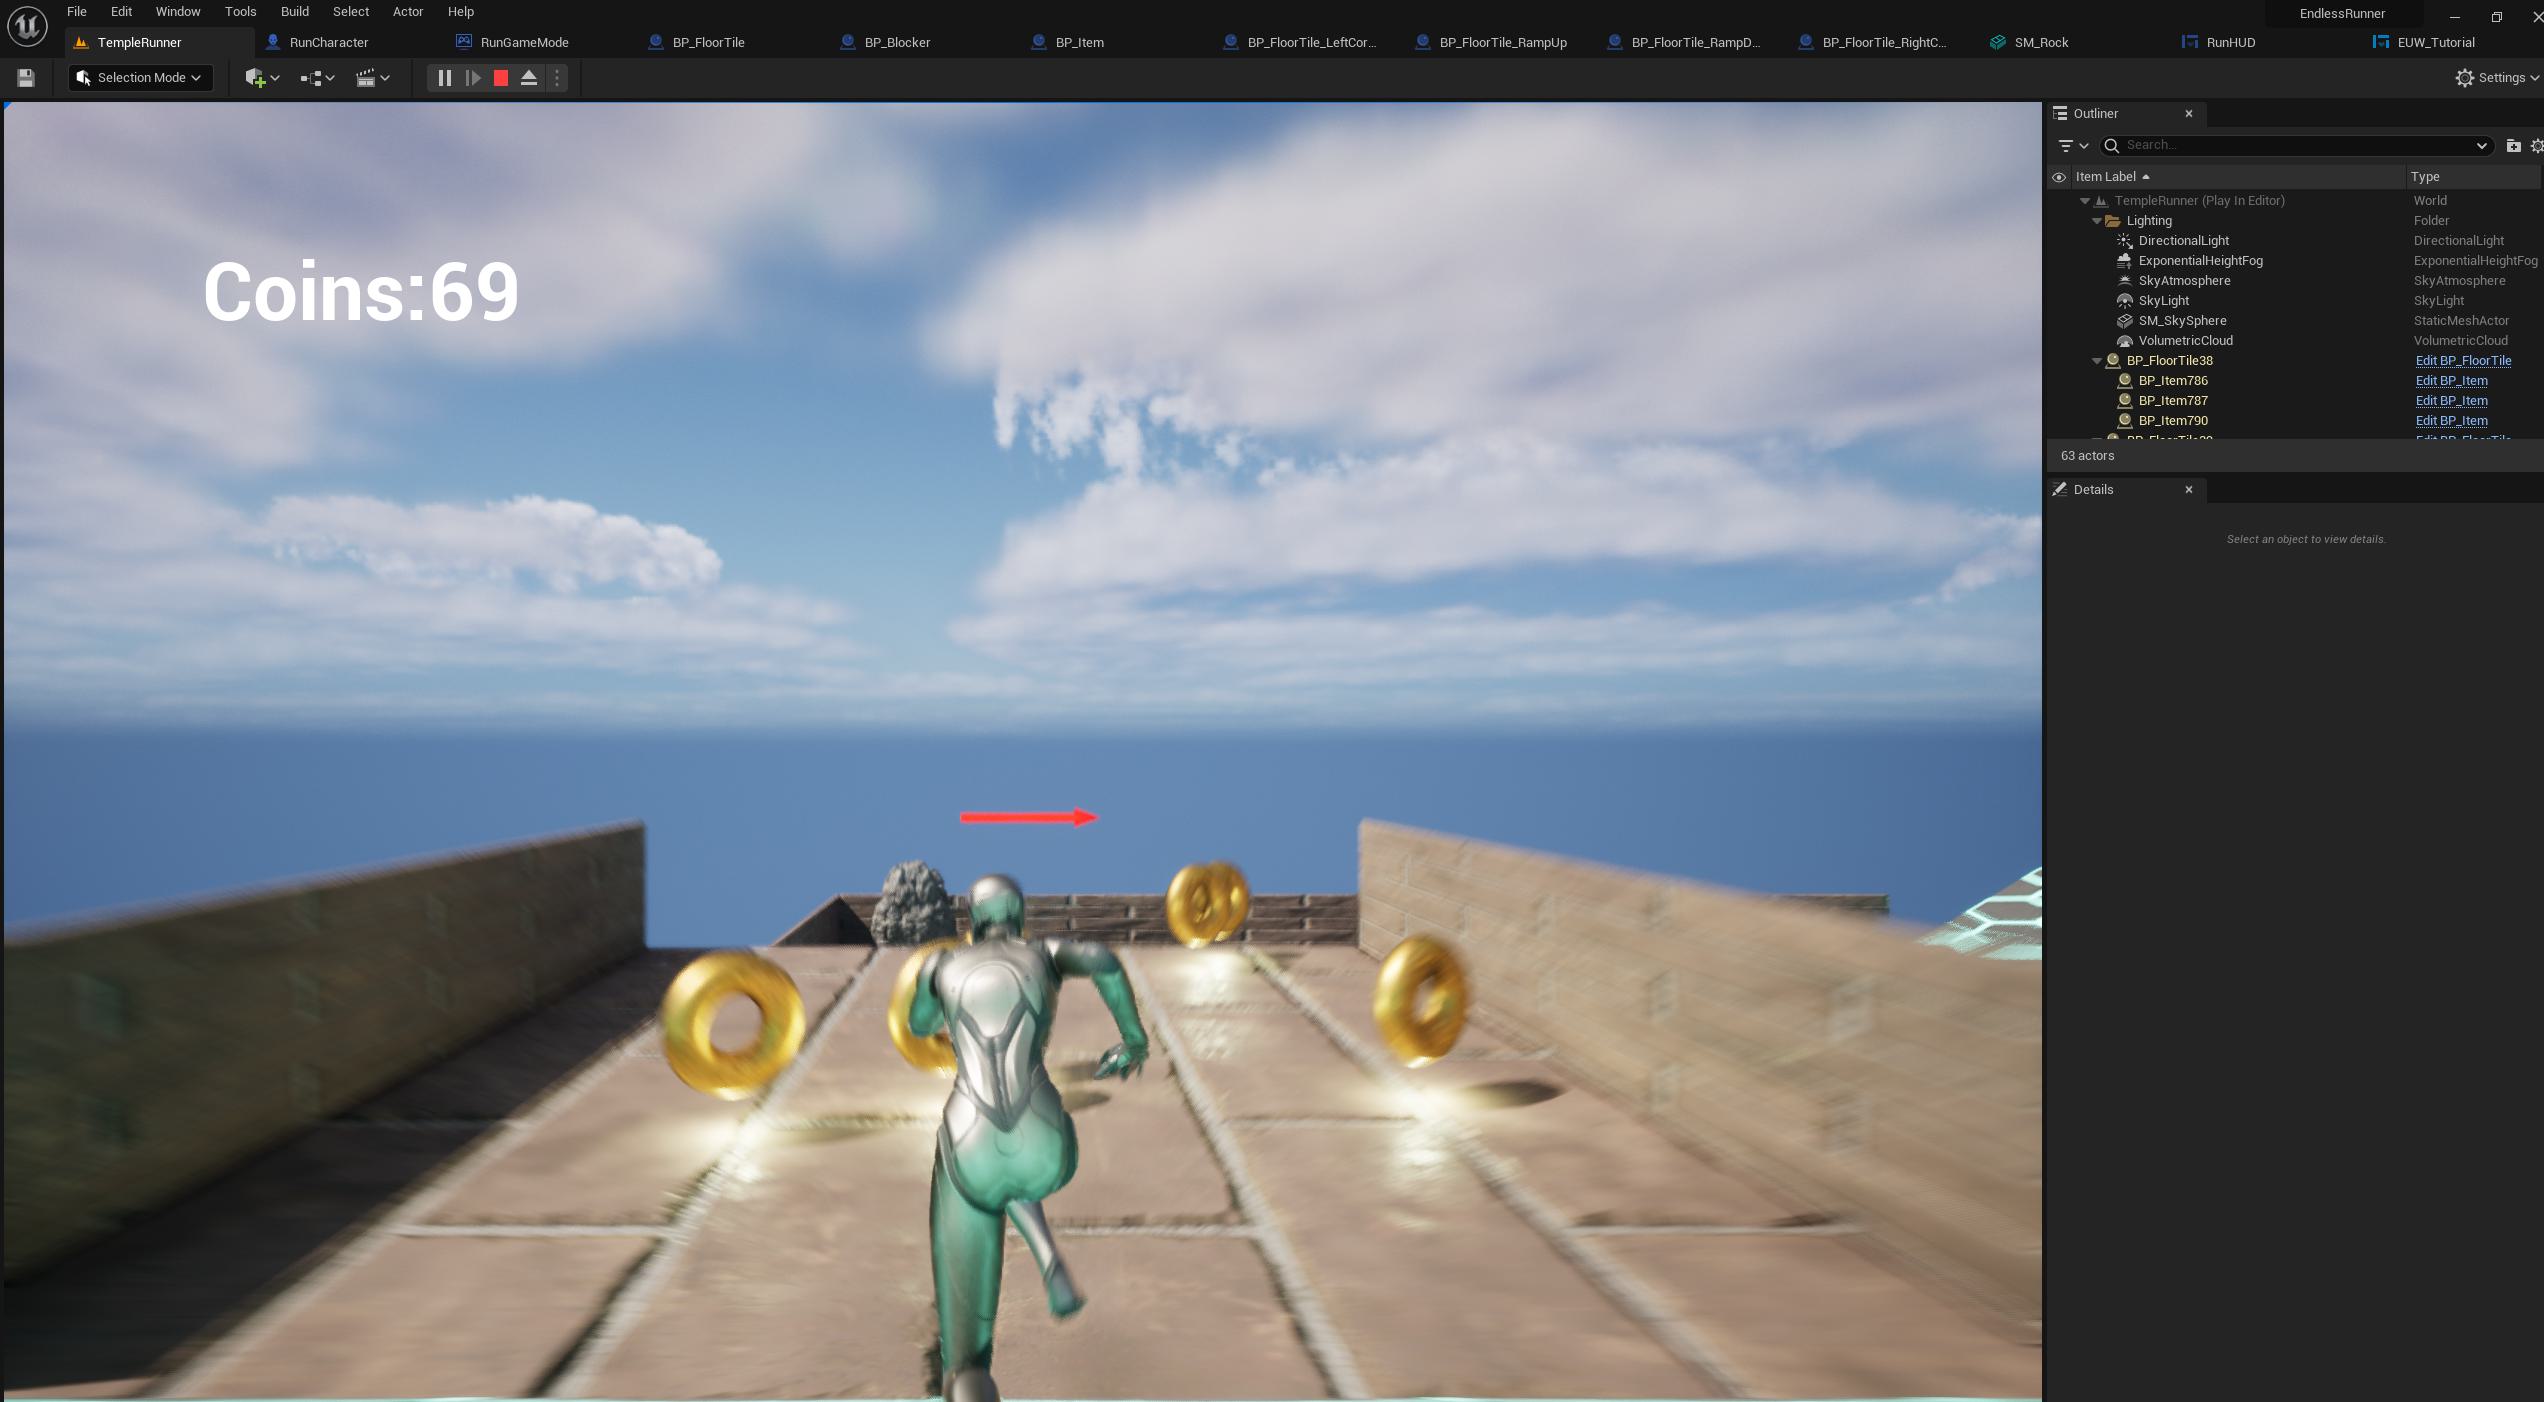 File Edit Window Tools Build Select Actor Help
EndlessRunner
TempleRunner RunCharacter RunGameMode BP_FloorTile BP_Blocker BP_Item BP_FloorTile_LeftCor... BP_FloorTile_RampUp BP_FloorTile_RampD... BP_FloorTile_RightC... SM_Rock RunHUD EUW_Tutorial
Selection Mode
Settings
Coins:69
Outliner
Search...
Item Label Type
TempleRunner (Play In Editor) World
Lighting Folder
DirectionalLight DirectionalLight
ExponentialHeightFog ExponentialHeightFog
SkyAtmosphere SkyAtmosphere
SkyLight SkyLight
SM_SkySphere StaticMeshActor
VolumetricCloud VolumetricCloud
BP_FloorTile38 Edit BP_FloorTile
BP_Item786 Edit BP_Item
BP_Item787 Edit BP_Item
BP_Item790 Edit BP_Item
63 actors
Details
Select an object to view details.